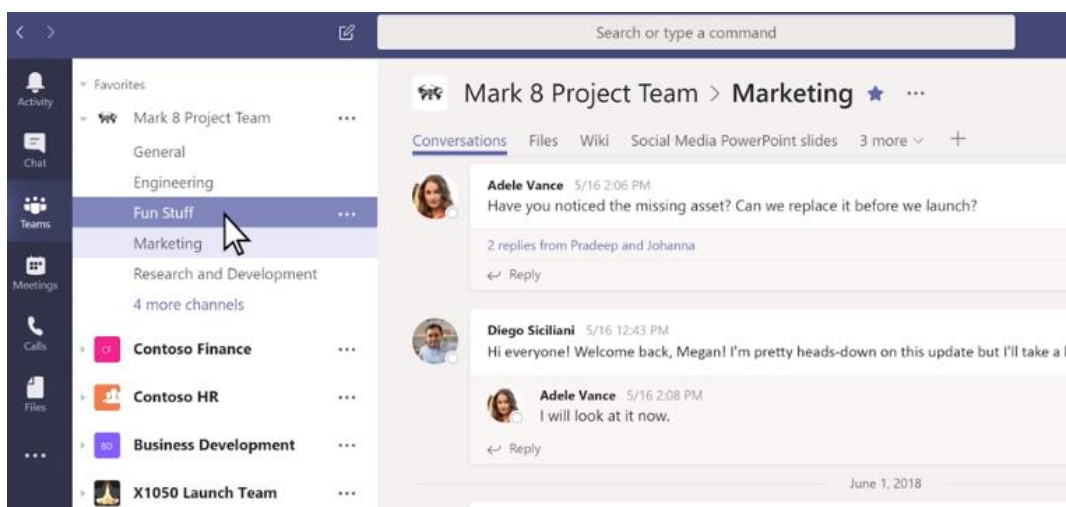 Search or type a command
Activity
Chat
Teams
Meetings
Calls
Files
Favorites
Mark 8 Project Team
General
Engineering
Fun Stuff
Marketing
Research and Development
4 more channels
CF Contoso Finance
Contoso HR
BD Business Development
X1050 Launch Team
Mark 8 Project Team > Marketing
Conversations Files Wiki Social Media PowerPoint slides 3 more
Adele Vance 5/16 2:06 PM
Have you noticed the missing asset? Can we replace it before we launch?
2 replies from Pradeep and Johanna
Reply
Diego Siciliani 5/16 12:43 PM
Hi everyone! Welcome back, Megan! I'm pretty heads-down on this update but I'll take a
Adele Vance 5/16 2:08 PM
I will look at it now.
Reply
June 1, 2018